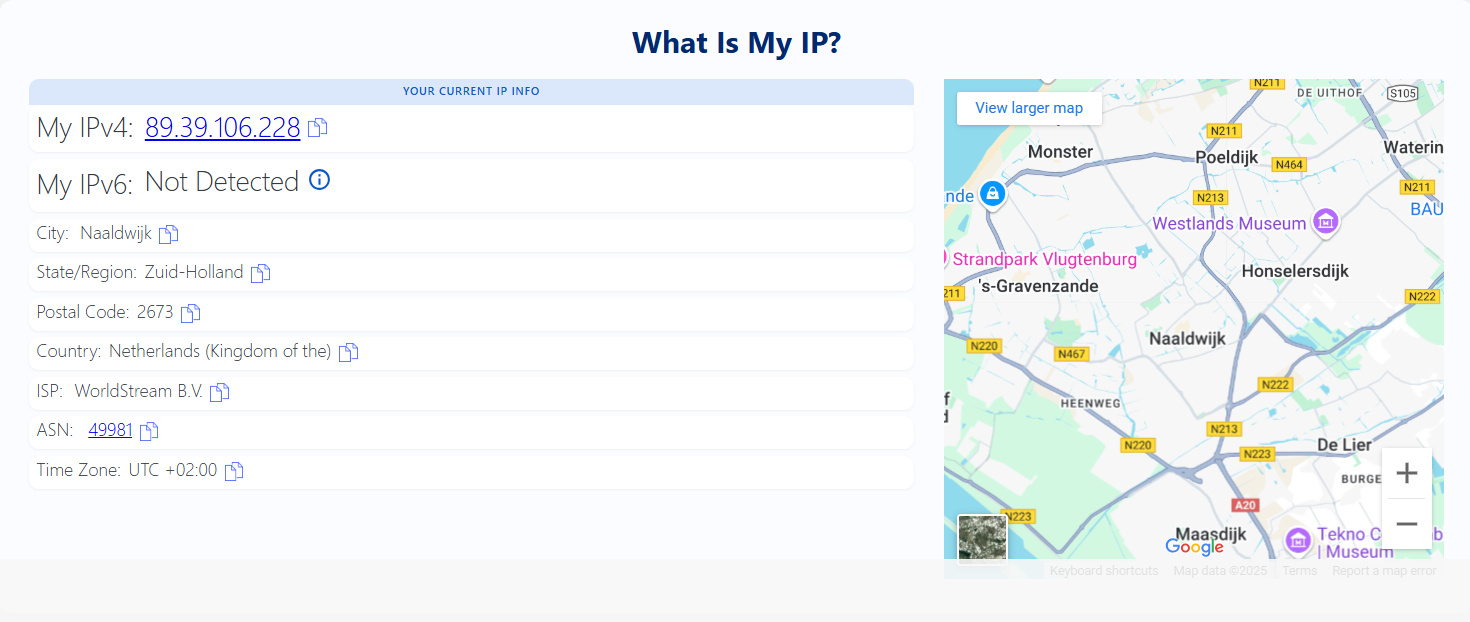 What Is My IP?
YOUR CURRENT IP INFO
My IPv4: 89.39.106.228
My IPv6: Not Detected
City: Naaldwijk
State/Region: Zuid-Holland
Postal Code: 2673
Country: Netherlands (Kingdom of the)
ISP: WorldStream B.V.
ASN: 49981
Time Zone: UTC +02:00
View larger map
N211
DE UITHOF
S105
N211
Monster
Poeldijk
N464
Waterin
nde
N213
N211
BAU
Westlands Museum
Strandpark Vlugtenburg
Honselersdijk
's-Gravenzande
211
N222
Naaldwijk
N220
N467
N222
HEENWEG
N213
N220
N223
De Lier
BURGE
A20
N223
Maasdijk
Tekno C
b
| Museum
Google
Keyboard shortcuts
Map data ©2025
Terms
Report a map error